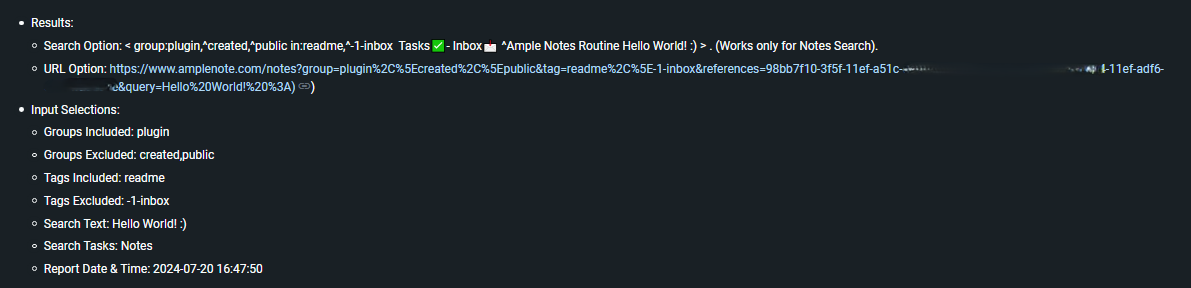 Results:
Search Option: < group:plugin,^created,^public in:readme,^-1-inbox Tasks✅- Inbox📩 ^Ample Notes Routine Hello World! :) > . (Works only for Notes Search).
URL Option: https://www.amplenote.com/notes?group=plugin%2C%5Ecreated%2C%5Epublic&tag=readme%2C%5E-1-inbox&references=98bb7f10-3f5f-11ef-a51c- -11ef-adf6-
e&query=Hello%20World!%20%3A) )
Input Selections:
Groups Included: plugin
Groups Excluded: created,public
Tags Included: readme
Tags Excluded: -1-inbox
Search Text: Hello World! :)
Search Tasks: Notes
Report Date & Time: 2024-07-20 16:47:50